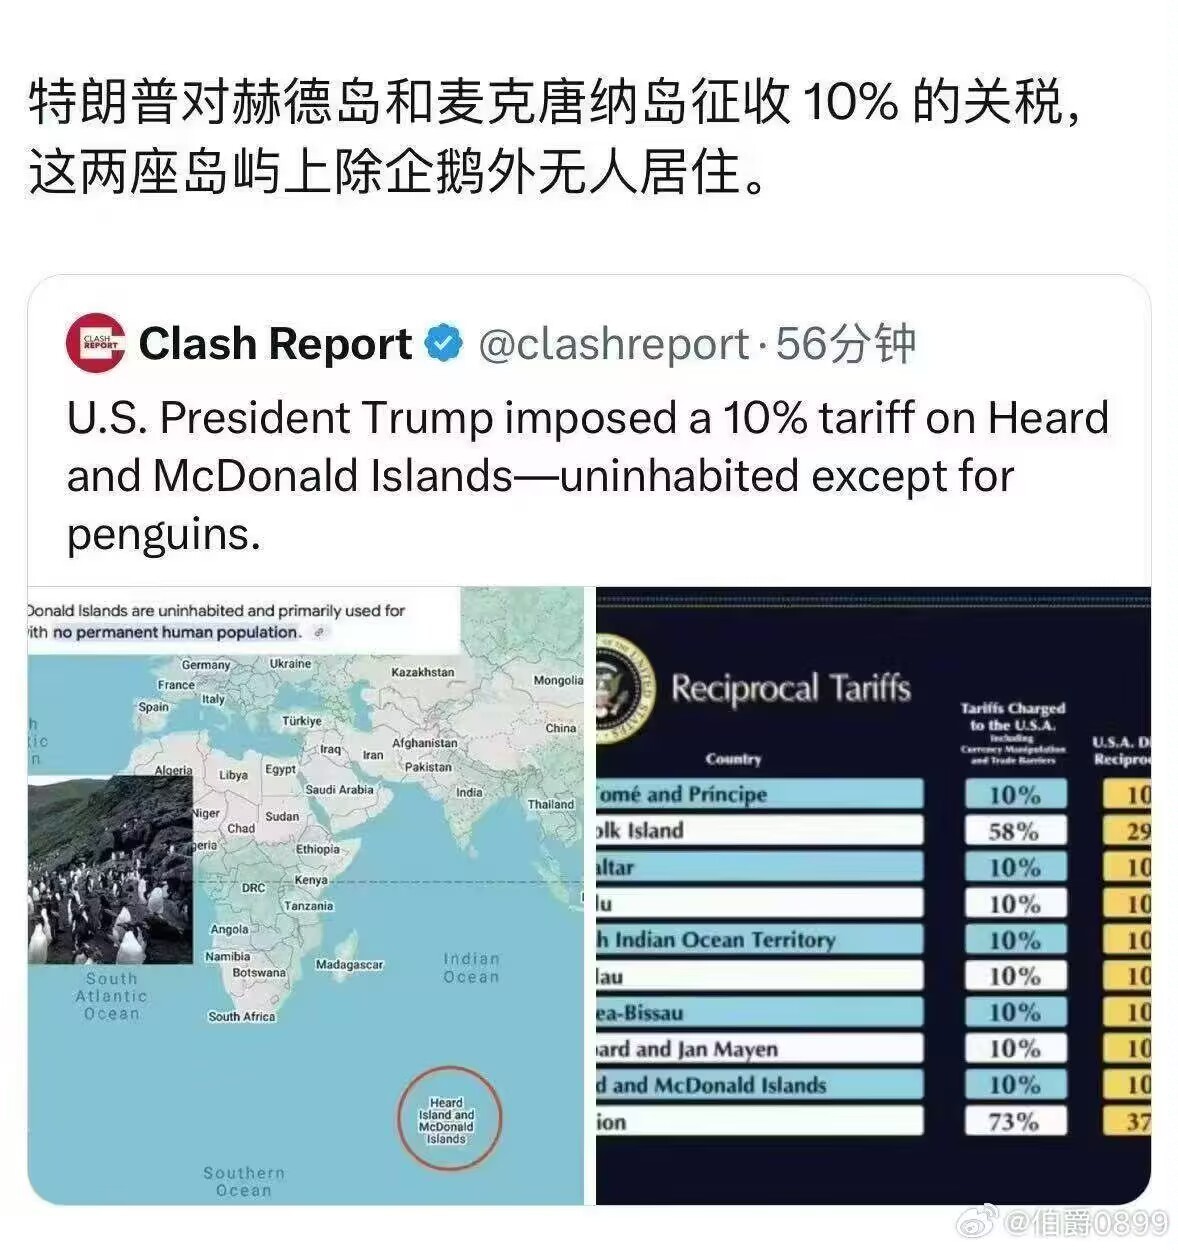 特朗普对赫德岛和麦克唐纳岛征收 10% 的关税，
这两座岛屿上除企鹅外无人居住。
CLASH
REPORT
Clash Report @clashreport · 56分钟
U.S. President Trump imposed a 10% tariff on Heard
and McDonald Islands—uninhabited except for
penguins.
Donald Islands are uninhabited and primarily used for
ith no permanent human population.
Germany
Ukraine
Kazakhstan
Mongolia
France
Italy
Spain
Türkiye
China
Iraq
Iran
Afghanistan
Pakistan
Algeria
Libya
Egypt
Saudi Arabia
India
Thailand
Niger
Chad
Sudan
geria
Ethiopia
DRC
Kenya
Tanzania
Angola
Namibia
Botswana
Madagascar
Indian
Ocean
South
Atlantic
Ocean
South Africa
Heard
Island and
McDonald
Islands
Southern
Ocean
Reciprocal Tariffs
Country
Tariffs Charged
to the U.S.A.
Including
Currency Manipulation
and Trade Barriers
U.S.A. Di
Recipro
omé and Príncipe 10% 10
olk Island 58% 29
altar 10% 10
lu 10% 10
h Indian Ocean Territory 10% 10
lau 10% 10
ea-Bissau 10% 10
ard and Jan Mayen 10% 10
d and McDonald Islands 10% 10
ion 73% 37
@伯爵0899